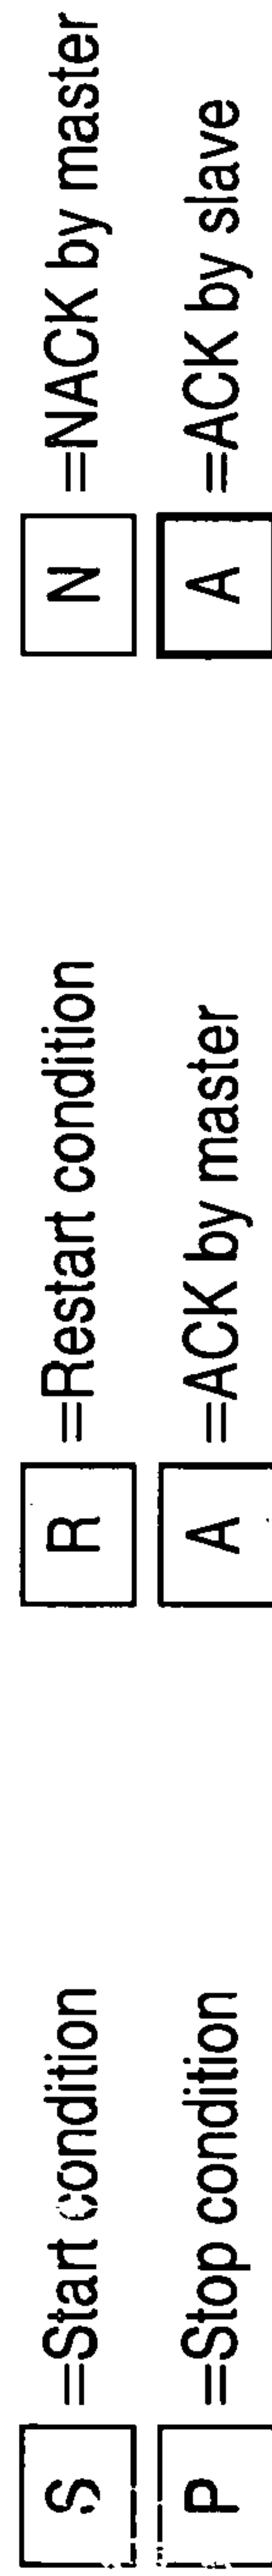 S =Start condition R =Restart condition N =NACK by master
P =Stop condition A =ACK by master A =ACK by slave